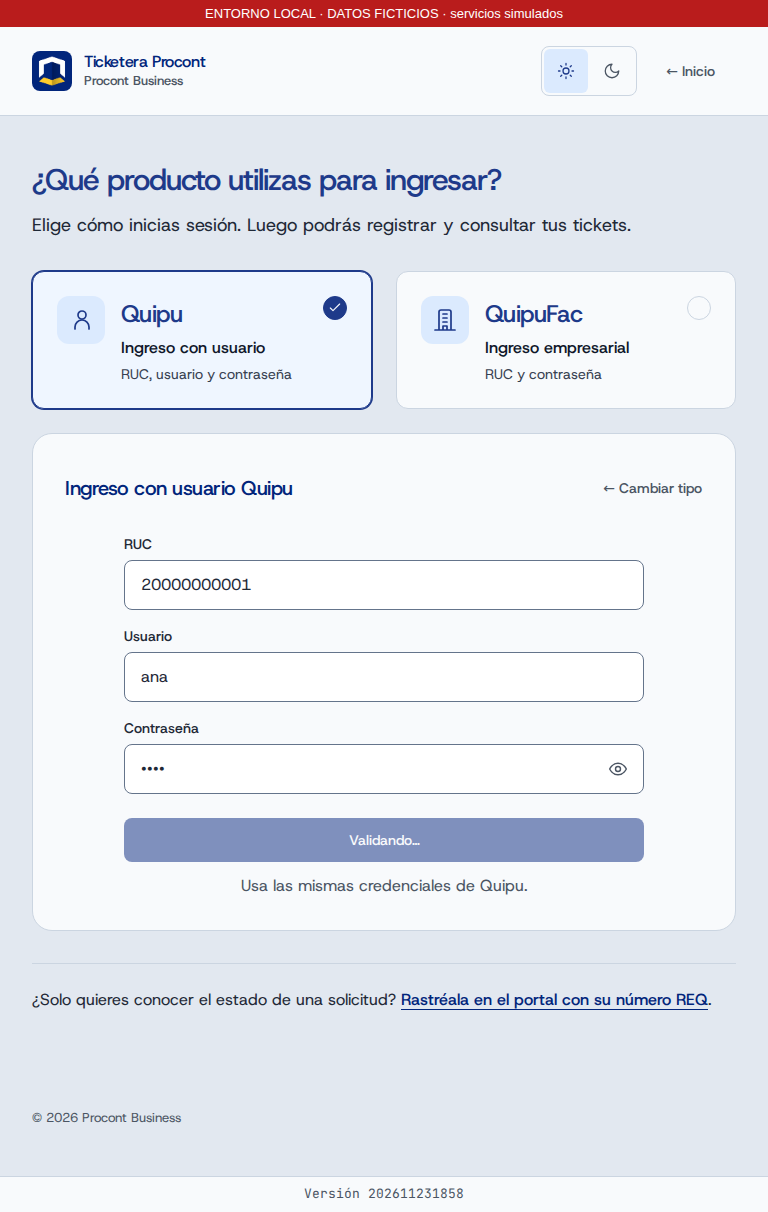 ENTORNO LOCAL · DATOS FICTICIOS · servicios simulados
Ticketera Procont
Procont Business
← Inicio
¿Qué producto utilizas para ingresar?
Elige cómo inicias sesión. Luego podrás registrar y consultar tus tickets.
Quipu
Ingreso con usuario
RUC, usuario y contraseña
QuipuFac
Ingreso empresarial
RUC y contraseña
Ingreso con usuario Quipu
← Cambiar tipo
RUC
20000000001
Usuario
ana
Contraseña
••••
Validando…
Usa las mismas credenciales de Quipu.
¿Solo quieres conocer el estado de una solicitud? Rastréala en el portal con su número REQ.
© 2026 Procont Business
Versión 202611231858